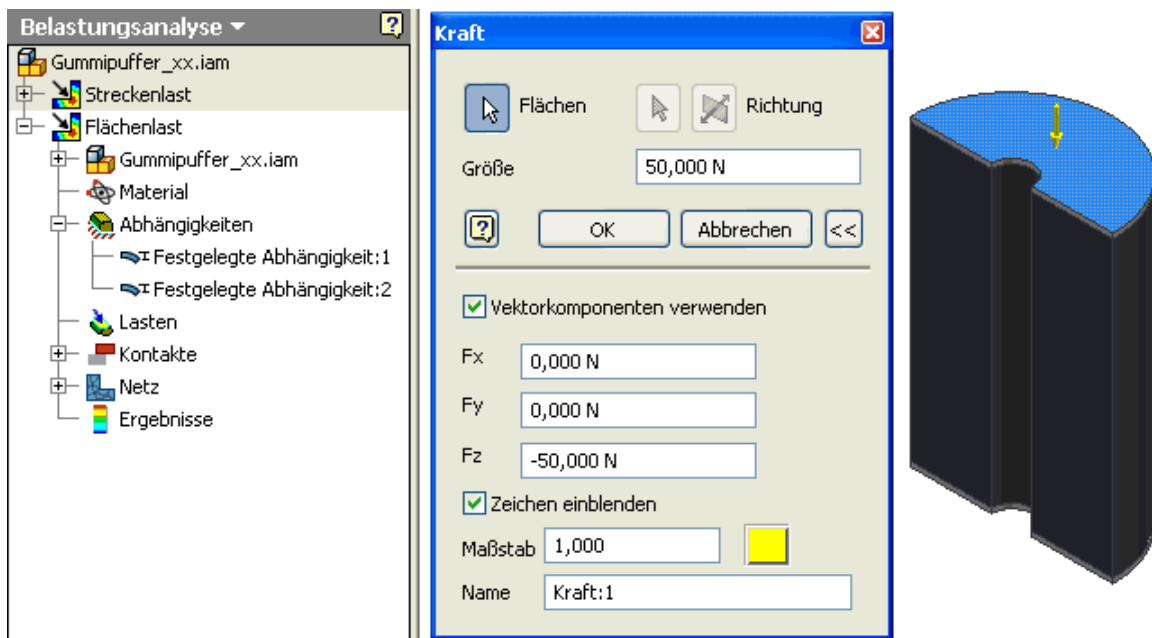 Belastungsanalyse
Gummipuffer_xx.iam
Streckenlast
Flächenlast
Gummipuffer_xx.iam
Material
Abhängigkeiten
Festgelegte Abhängigkeit:1
Festgelegte Abhängigkeit:2
Lasten
Kontakte
Netz
Ergebnisse
Kraft
Flächen Richtung
Größe 50,000 N
OK Abbrechen <<
Vektorkomponenten verwenden
Fx 0,000 N
Fy 0,000 N
Fz -50,000 N
Zeichen einblenden
Maßstab 1,000
Name Kraft:1